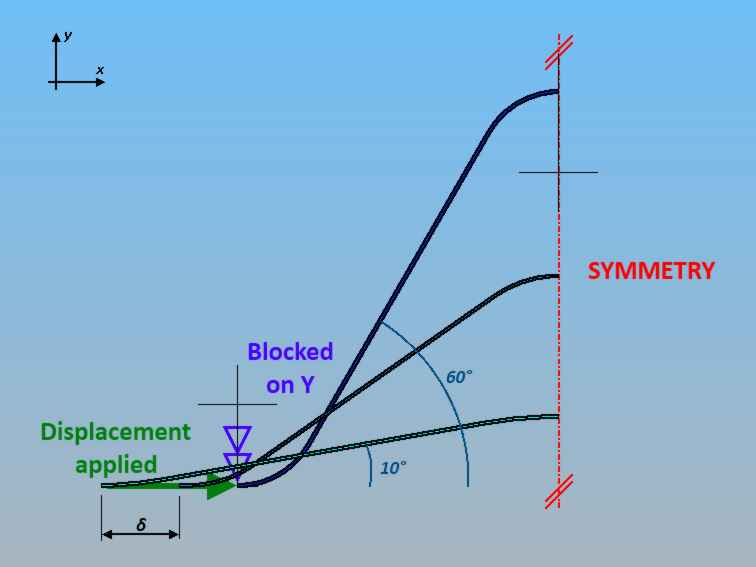 y
x
SYMMETRY
Blocked
on Y
60°
Displacement
applied
10°
δ